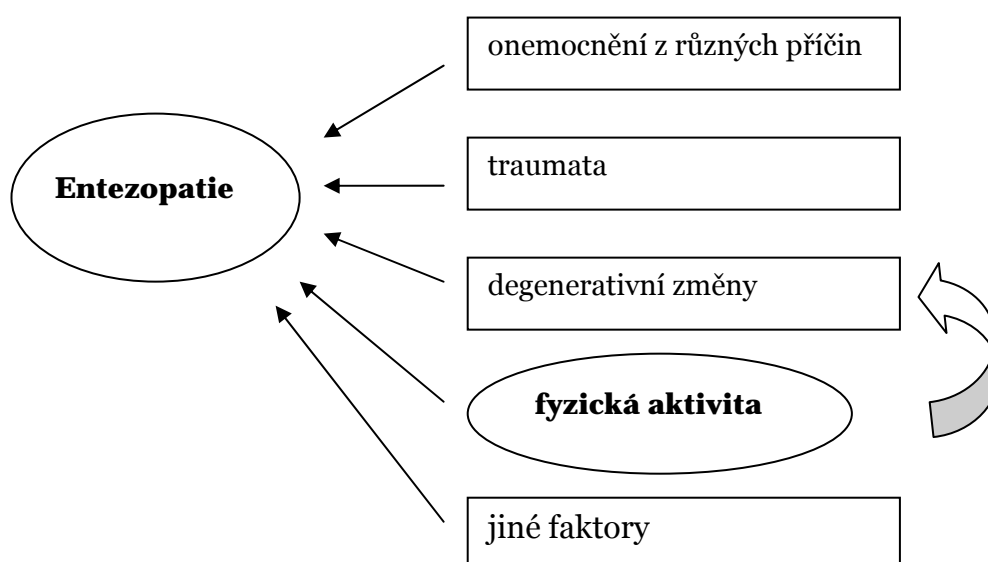 onemocnění z různých příčin
traumata
Entezopatie
degenerativní změny
fyzická aktivita
jiné faktory